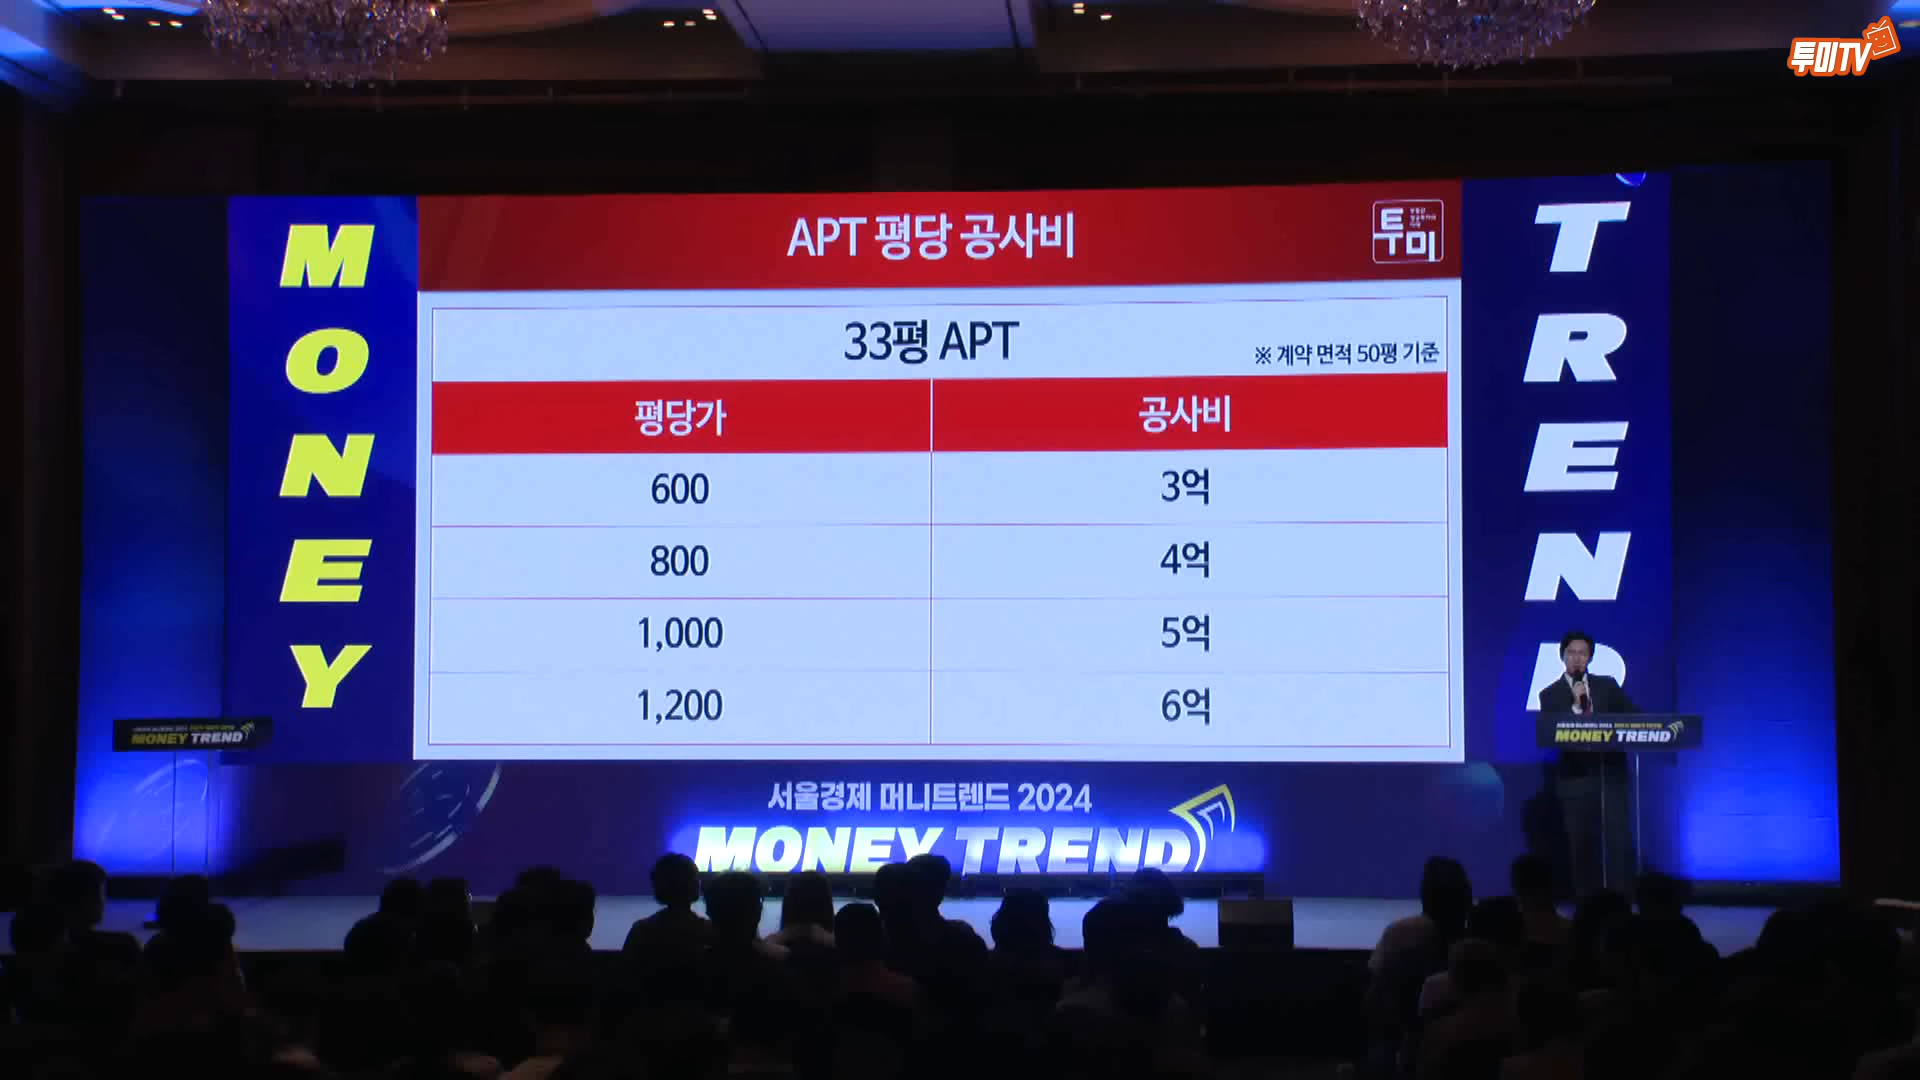 투미TV
MONEY
TREND
APT 평당 공사비
투미
33평 APT
※ 계약 면적 50평 기준
평당가 공사비
600 3억
800 4억
1,000 5억
1,200 6억
MONEY TREND
MONEY TREND
서울경제 머니트렌드 2024
MONEY TREND